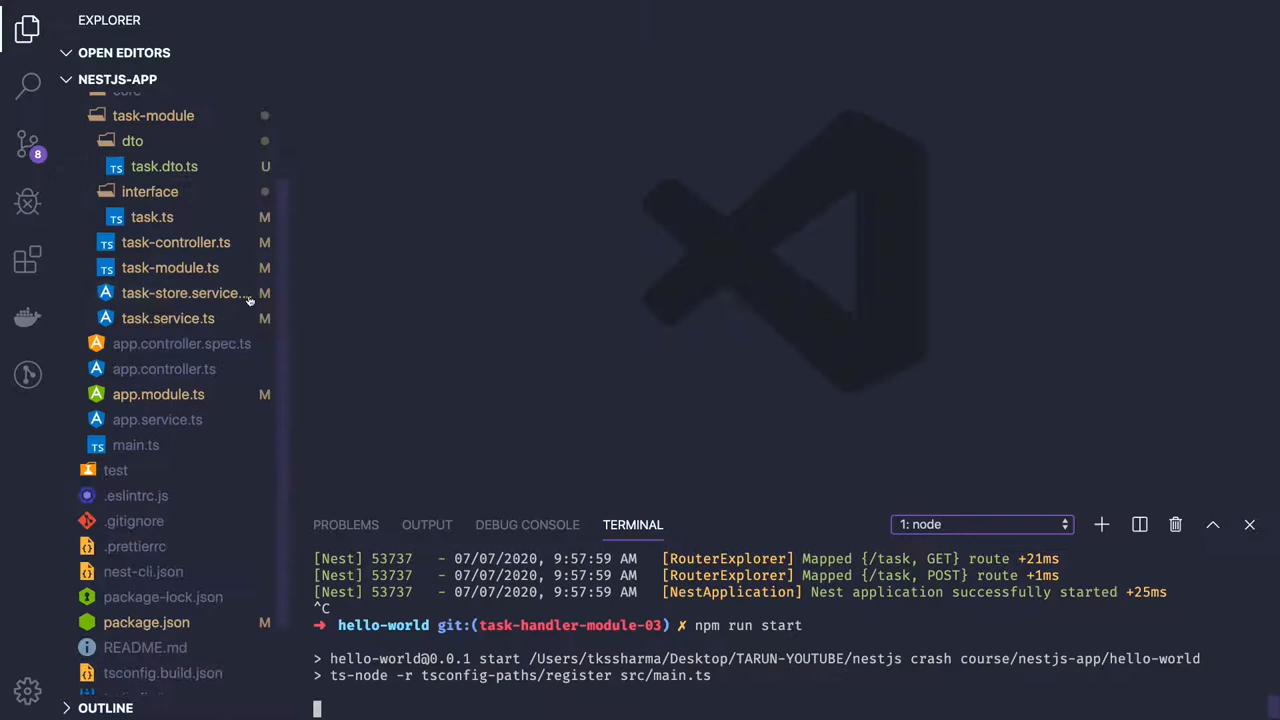 EXPLORER
OPEN EDITORS
NESTJS-APP
core
task-module
dto
task.dto.ts U
interface
task.ts M
task-controller.ts M
task-module.ts M
task-store.service... M
task.service.ts M
app.controller.spec.ts
app.controller.ts
app.module.ts M
app.service.ts
main.ts
test
.eslintrc.js
.gitignore
.prettierrc
nest-cli.json
package-lock.json
package.json M
README.md
tsconfig.build.json
OUTLINE
8
PROBLEMS OUTPUT DEBUG CONSOLE TERMINAL 1: node
[Nest] 53737 - 07/07/2020, 9:57:59 AM [RouterExplorer] Mapped {/task, GET} route +21ms
[Nest] 53737 - 07/07/2020, 9:57:59 AM [RouterExplorer] Mapped {/task, POST} route +1ms
[Nest] 53737 - 07/07/2020, 9:57:59 AM [NestApplication] Nest application successfully started +25ms
^C
➜ hello-world git:(task-handler-module-03) ✗ npm run start
> hello-world@0.0.1 start /Users/tkssharma/Desktop/TARUN-YOUTUBE/nestjs crash course/nestjs-app/hello-world
> ts-node -r tsconfig-paths/register src/main.ts